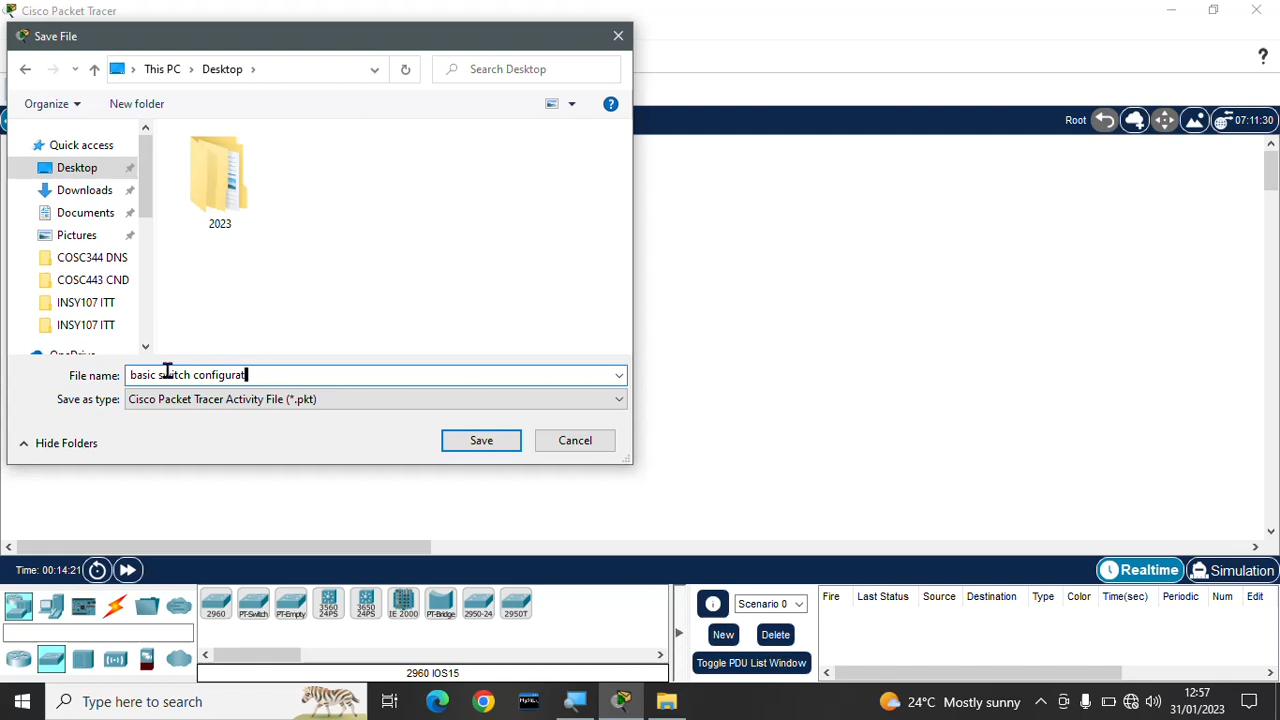 Cisco Packet Tracer
Save File
This PC
Desktop
Search Desktop
Organize
New folder
Root
07:11:30
Quick access
Desktop
Downloads
Documents
Pictures
COSC344 DNS
COSC443 CND
INSY107 ITT
INSY107 ITT
2023
File name:
basic switch configurat
Save as type:
Cisco Packet Tracer Activity File (*.pkt)
Hide Folders
Save
Cancel
Time: 00:14:21
Realtime
Simulation
2960
PT-Switch
PT-Empty
3560 24PS
3650 24PS
IE 2000
PT-Bridge
2950-24
2950T
2960 IOS15
Scenario 0
New
Delete
Toggle PDU List Window
Fire
Last Status
Source
Destination
Type
Color
Time(sec)
Periodic
Num
Edit
Type here to search
24°C Mostly sunny
12:57
31/01/2023